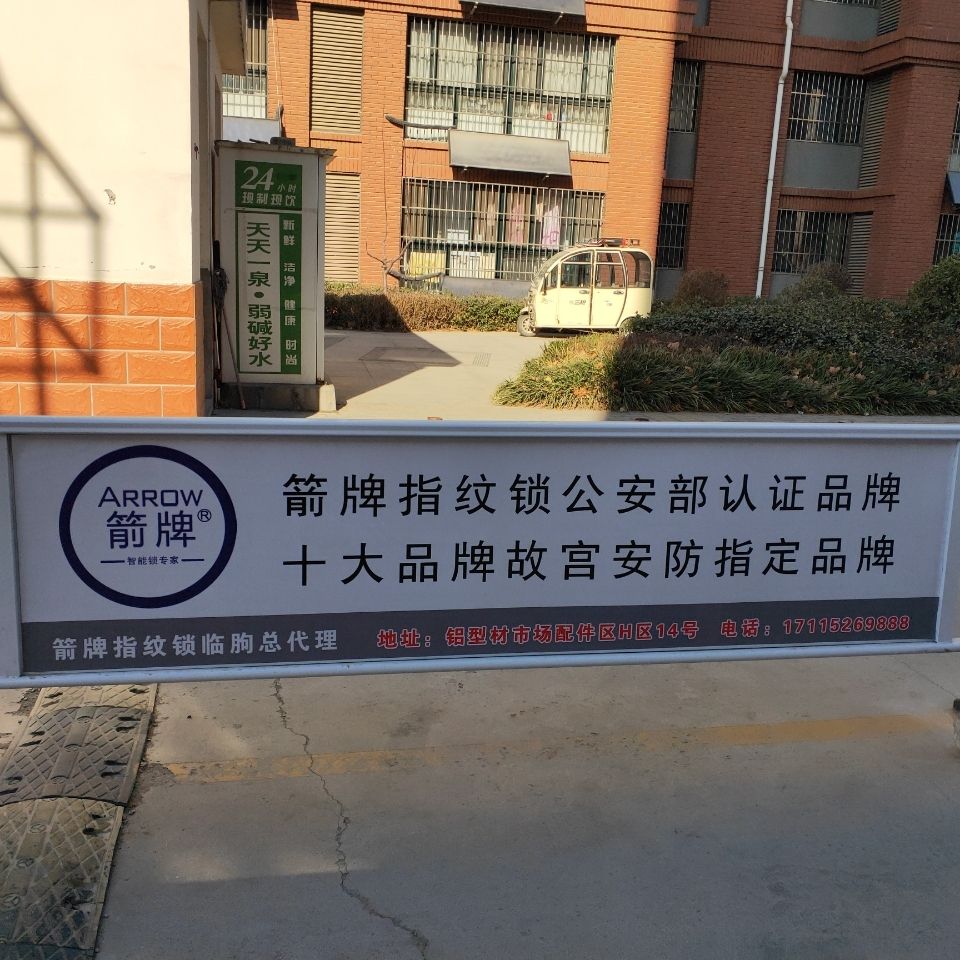 24小时
现制现饮
天天一泉·弱碱好水
新鲜 洁净 健康 时尚
ARROW
箭牌®
智能锁专家
箭牌指纹锁公安部认证品牌
十大品牌故宫安防指定品牌
箭牌指纹锁临朐总代理 地址：铝型材市场配件区H区14号 电话：17115269888